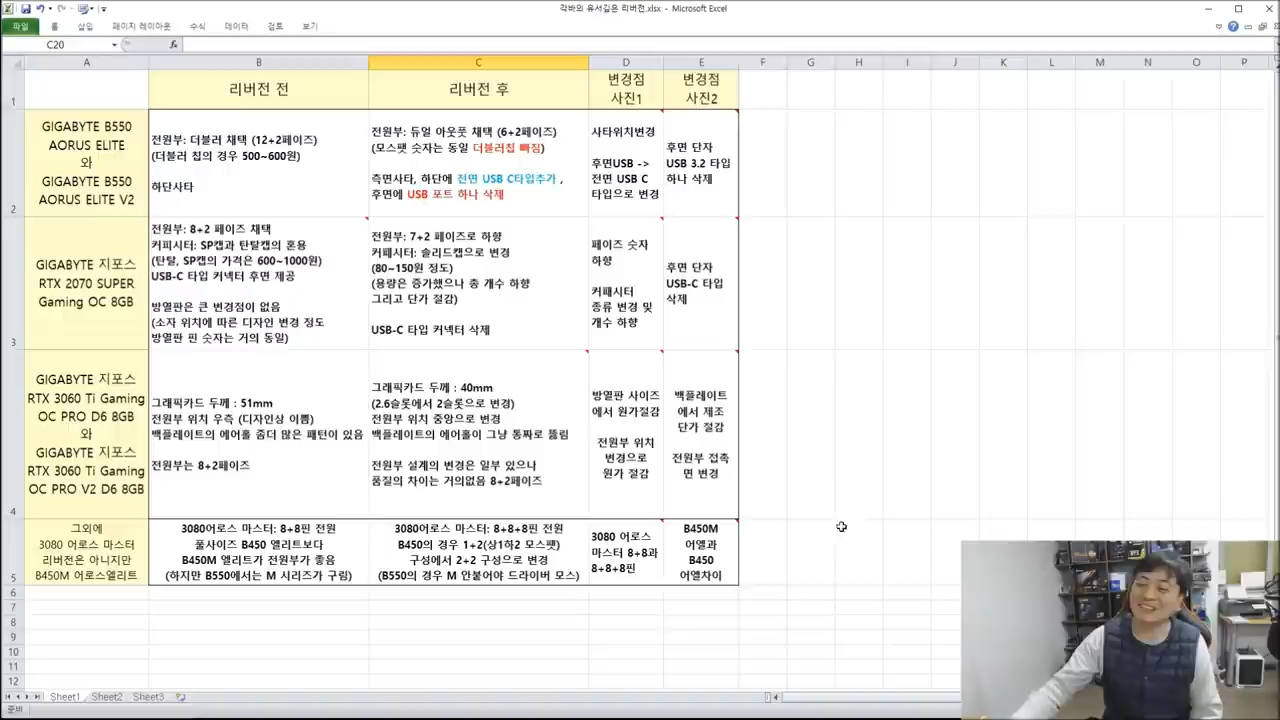 각바의 유서깊은 리버전.xlsx - Microsoft Excel
파일 홈 삽입 페이지 레이아웃 수식 데이터 검토 보기
C20 fx
A B C D E F G H I J K L M N O P
1
리버전 전
리버전 후
변경점
사진1
변경점
사진2
2
GIGABYTE B550
AORUS ELITE
와
GIGABYTE B550
AORUS ELITE V2
전원부: 더블러 채택 (12+2페이즈)
(더블러 칩의 경우 500~600원)
하단사타
전원부: 듀얼 아웃풋 채택 (6+2페이즈)
(모스팻 숫자는 동일 더블러칩 빠짐)
측면사타, 하단에 전면 USB C타입추가 ,
후면에 USB 포트 하나 삭제
사타위치변경
후면USB ->
전면 USB C
타입으로 변경
후면 단자
USB 3.2 타입
하나 삭제
3
GIGABYTE 지포스
RTX 2070 SUPER
Gaming OC 8GB
전원부: 8+2 페이즈 채택
커피시터: SP캡과 탄탈캡의 혼용
(탄탈, SP캡의 가격은 600~1000원)
USB-C 타입 커넥터 후면 제공
방열판은 큰 변경점이 없음
(소자 위치에 따른 디자인 변경 정도
방열판 핀 숫자는 거의 동일)
전원부: 7+2 페이즈로 하향
커패시터: 솔리드캡으로 변경
(80~150원 정도)
(용량은 증가했으나 총 개수 하향
그리고 단가 절감)
USB-C 타입 커넥터 삭제
페이즈 숫자
하향
커패시터
종류 변경 및
개수 하향
후면 단자
USB-C 타입
삭제
4
GIGABYTE 지포스
RTX 3060 Ti Gaming
OC PRO D6 8GB
와
GIGABYTE 지포스
RTX 3060 Ti Gaming
OC PRO V2 D6 8GB
그래픽카드 두께 : 51mm
전원부 위치 우측 (디자인상 이쁨)
백플레이트의 에어홀 좀더 많은 패턴이 있음
전원부는 8+2페이즈
그래픽카드 두께 : 40mm
(2.6슬롯에서 2슬롯으로 변경)
전원부 위치 중앙으로 변경
백플레이트의 에어홀이 그냥 통짜로 뚫림
전원부 설계의 변경은 일부 있으나
품질의 차이는 거의없음 8+2페이즈
방열판 사이즈
에서 원가절감
전원부 위치
변경으로
원가 절감
백플레이트
에서 제조
단가 절감
전원부 접촉
면 변경
5
그외에
3080 어로스 마스터
리버전은 아니지만
B450M 어로스엘리트
3080어로스 마스터: 8+8핀 전원
풀사이즈 B450 엘리트보다
B450M 엘리트가 전원부가 좋음
(하지만 B550에서는 M 시리즈가 구림)
3080어로스 마스터: 8+8+8핀 전원
B450의 경우 1+2(상1하2 모스펫)
구성에서 2+2 구성으로 변경
(B550의 경우 M 안붙어야 드라이버 모스)
3080 어로스
마스터 8+8과
8+8+8핀
B450M
어엘과
B450
어엘차이
6
7
8
9
10
11
12
Sheet1 Sheet2 Sheet3
준비